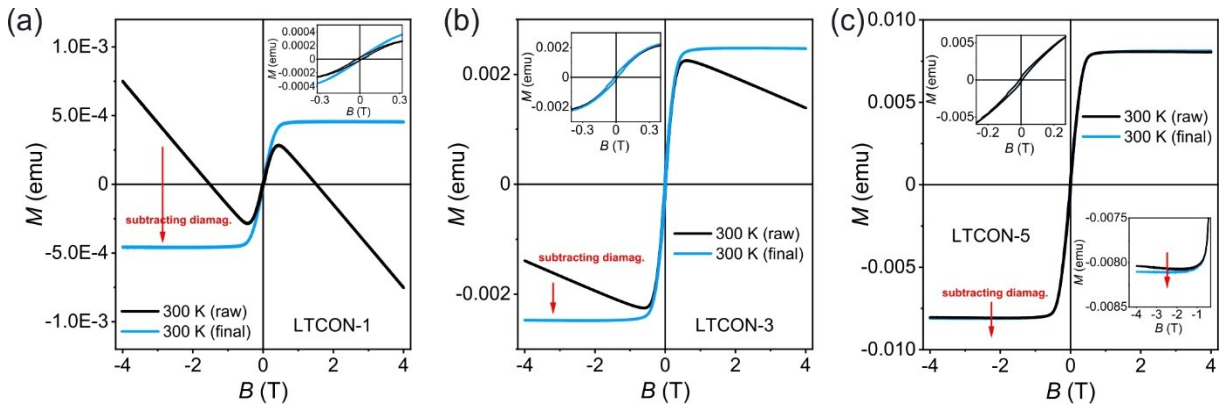 (a)
1.0E-3
5.0E-4
0
-5.0E-4
-1.0E-3
M (emu)
-4 -2 0 2 4
B (T)
0.0004
0.0002
0.0000
-0.0002
-0.0004
M (emu)
-0.3 0.0 0.3
B (T)
subtracting diamag.
300 K (raw)
300 K (final)
LTCON-1
(b)
0.002
0.000
-0.002
M (emu)
-4 -2 0 2 4
B (T)
0.002
0.000
-0.002
M (emu)
-0.3 0.0 0.3
B (T)
300 K (raw)
300 K (final)
subtracting diamag.
LTCON-3
(c)
0.010
0.005
0.000
-0.005
-0.010
M (emu)
-4 -2 0 2 4
B (T)
0.005
0
-0.005
M (emu)
-0.2 0 0.2
B (T)
300 K (raw)
300 K (final)
LTCON-5
subtracting diamag.
-0.0075
-0.0080
-0.0085
M (emu)
-4 -3 -2 -1
B (T)